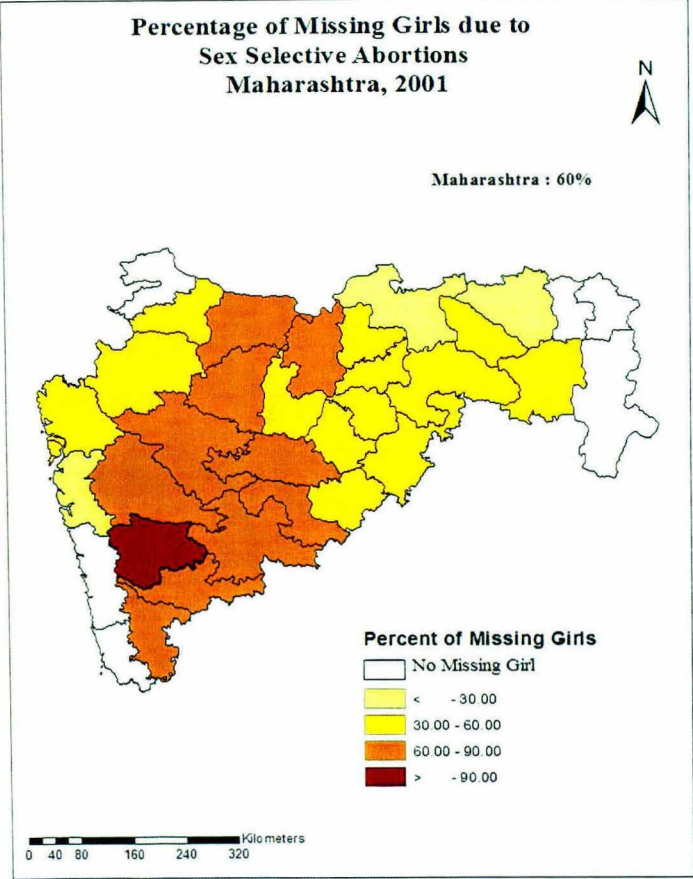 Percentage of Missing Girls due to
Sex Selective Abortions
Maharashtra, 2001
N
Maharashtra : 60%
Percent of Missing Girls
No Missing Girl
< - 30.00
30.00 - 60.00
60.00 - 90.00
> - 90.00
Kilometers
0 40 80 160 240 320